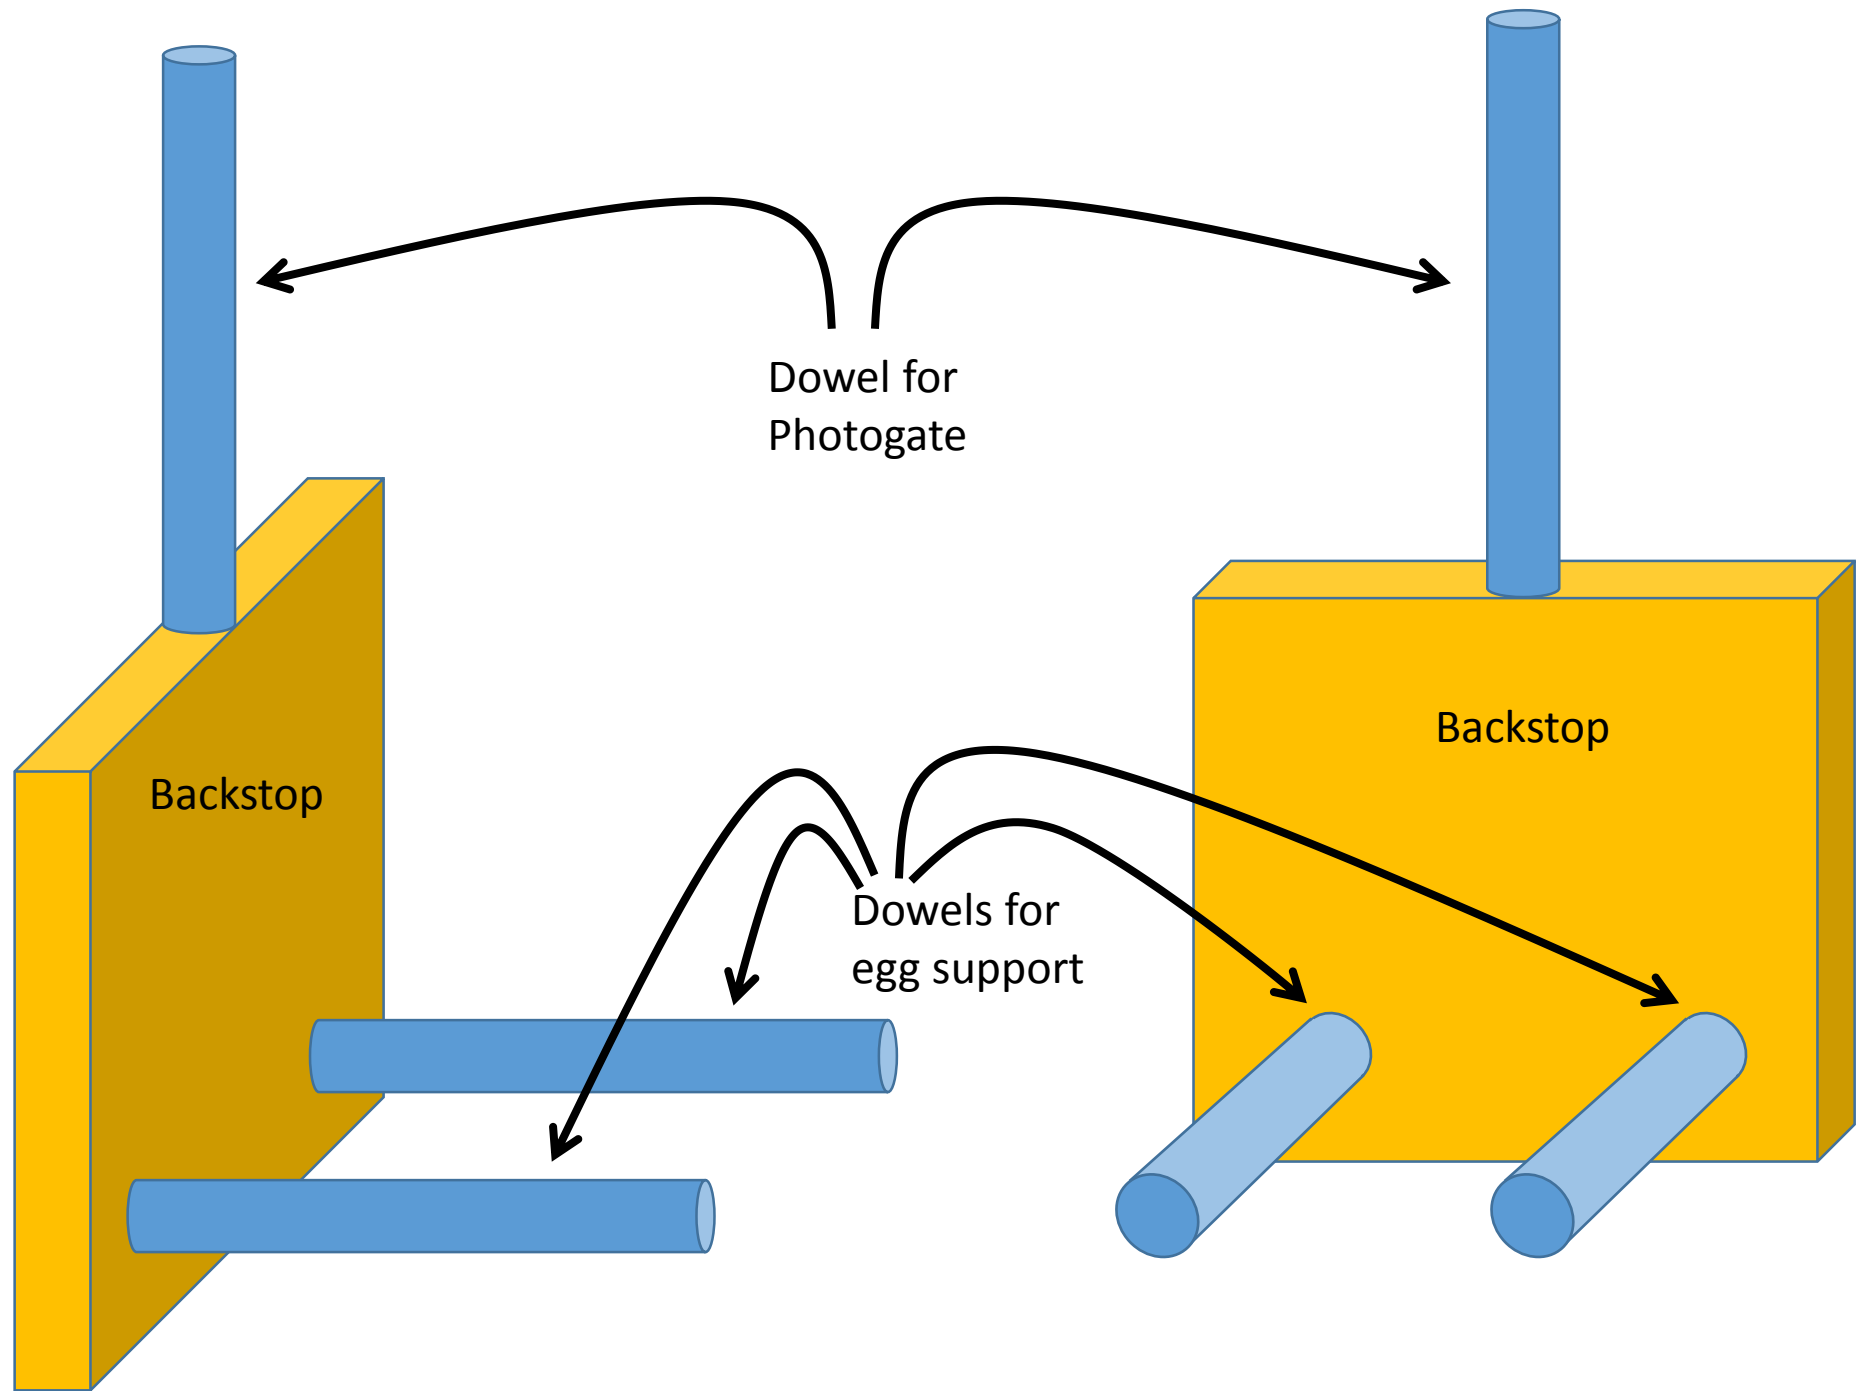 Dowel for
Photogate
Backstop
Backstop
Dowels for
egg support